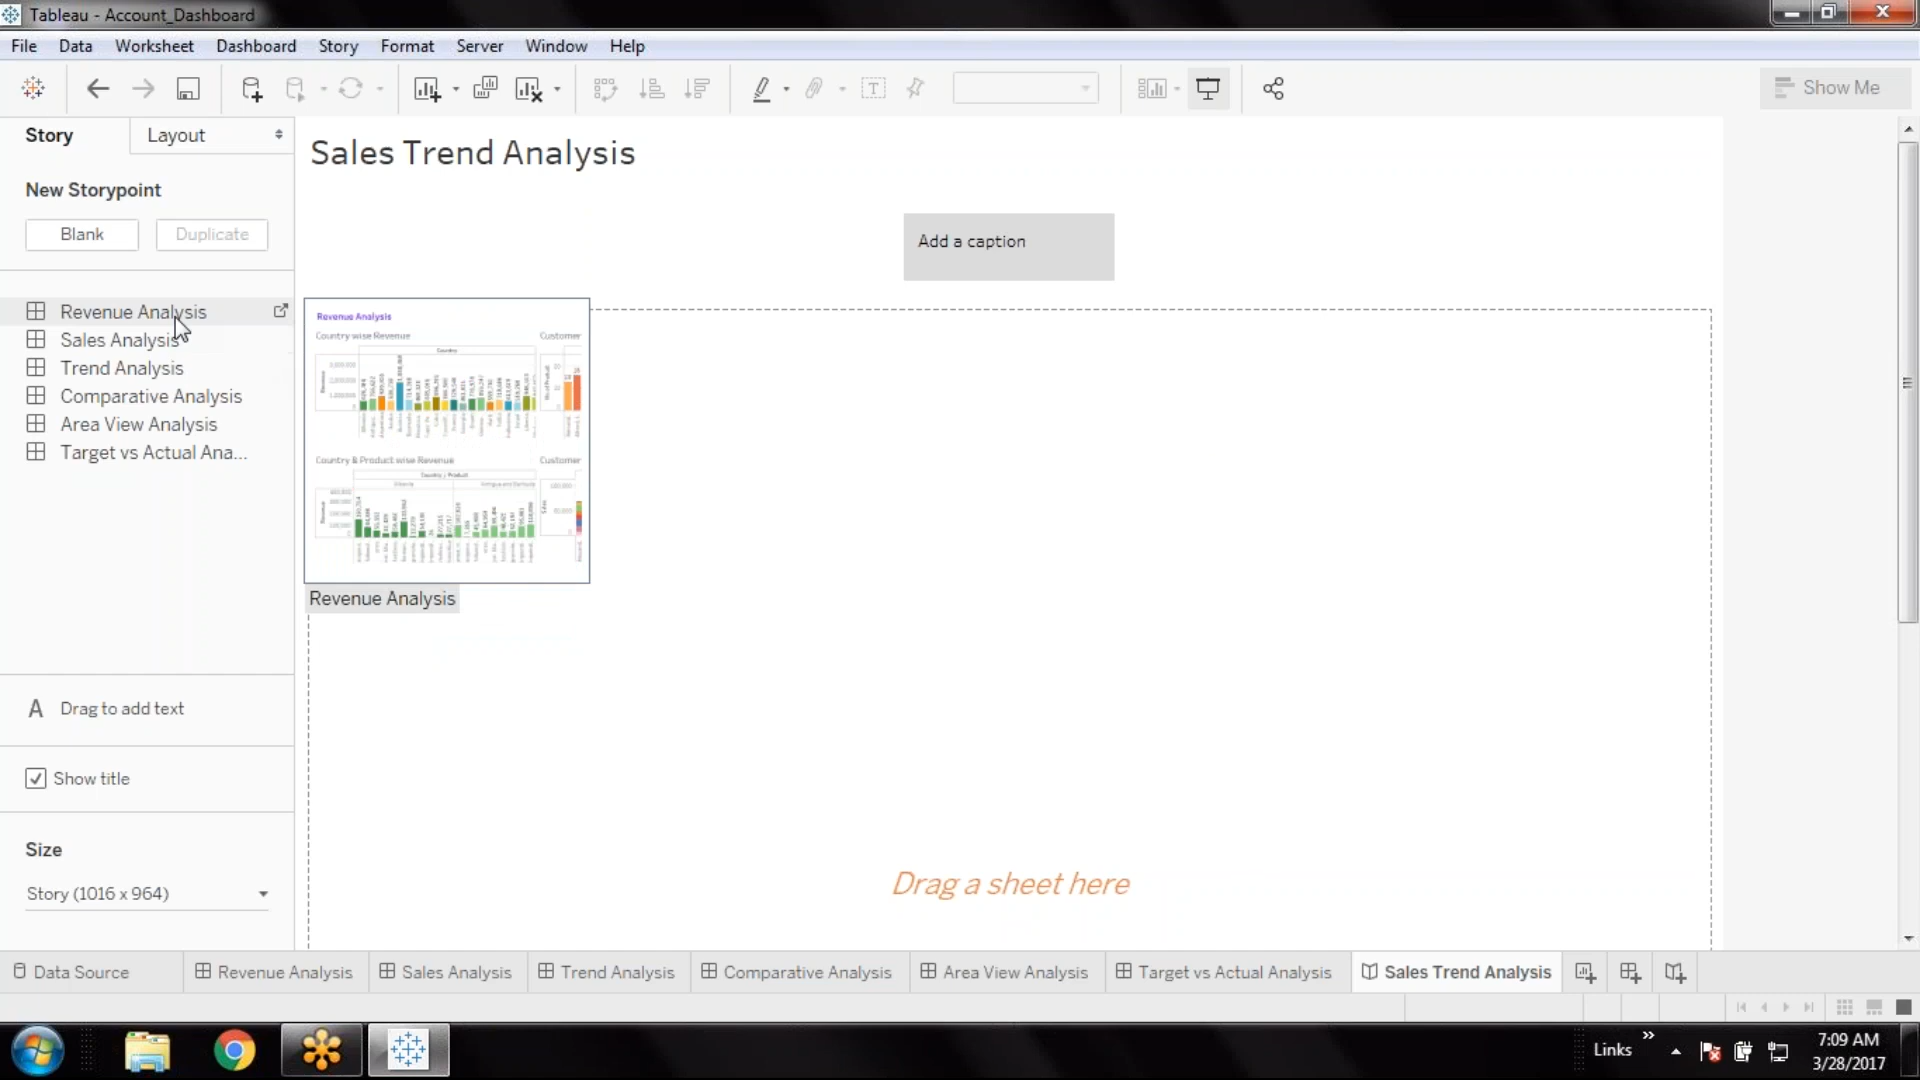 Tableau - Account_Dashboard
File Data Worksheet Dashboard Story Format Server Window Help
Show Me
Story Layout
Sales Trend Analysis
New Storypoint
Blank Duplicate
Add a caption
Revenue Analysis
Sales Analysis
Trend Analysis
Comparative Analysis
Area View Analysis
Target vs Actual Ana...
Revenue Analysis
Country wise Revenue Customer
Country
Country & Product wise Revenue Customer
Country / Product
Revenue Analysis
Drag to add text
Show title
Size
Story (1016 x 964)
Drag a sheet here
Data Source Revenue Analysis Sales Analysis Trend Analysis Comparative Analysis Area View Analysis Target vs Actual Analysis Sales Trend Analysis
Links
7:09 AM
3/28/2017